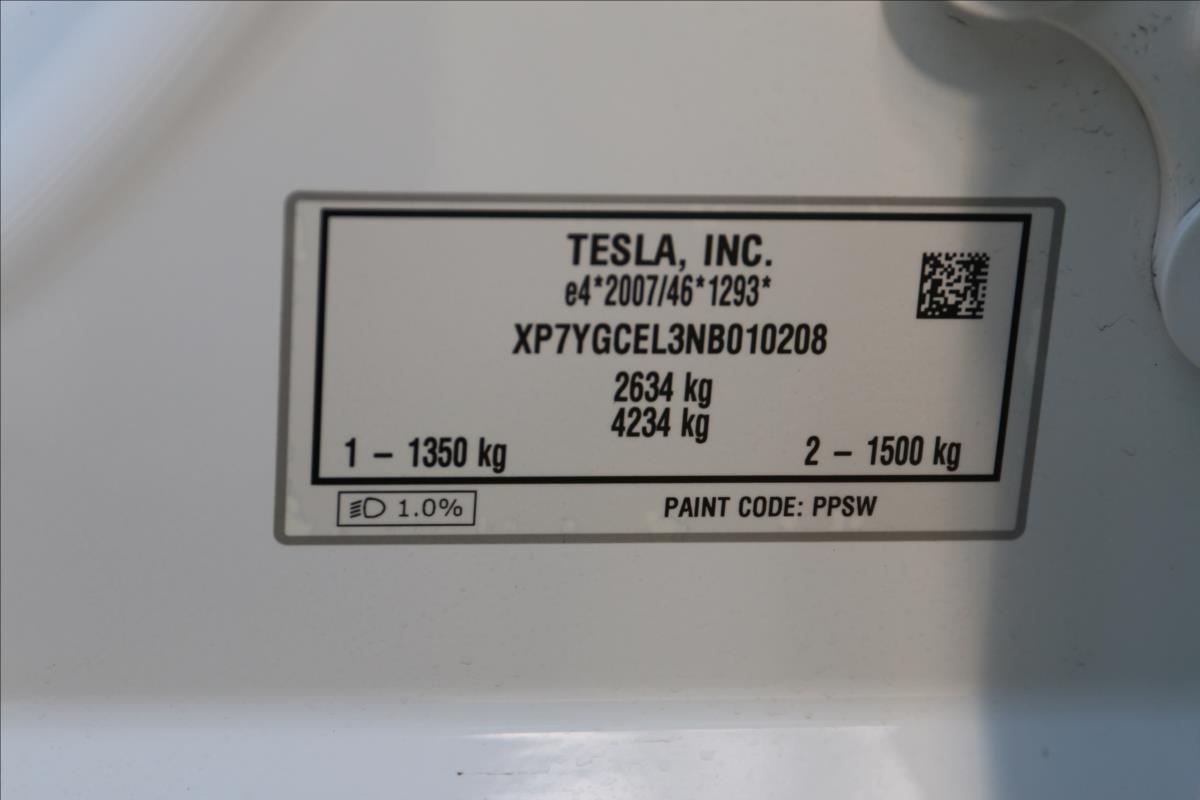 TESLA, INC.
e4*2007/46*1293*
XP7YGCEL3NB010208
2634 kg
4234 kg
1 – 1350 kg 2 – 1500 kg
1.0% PAINT CODE: PPSW